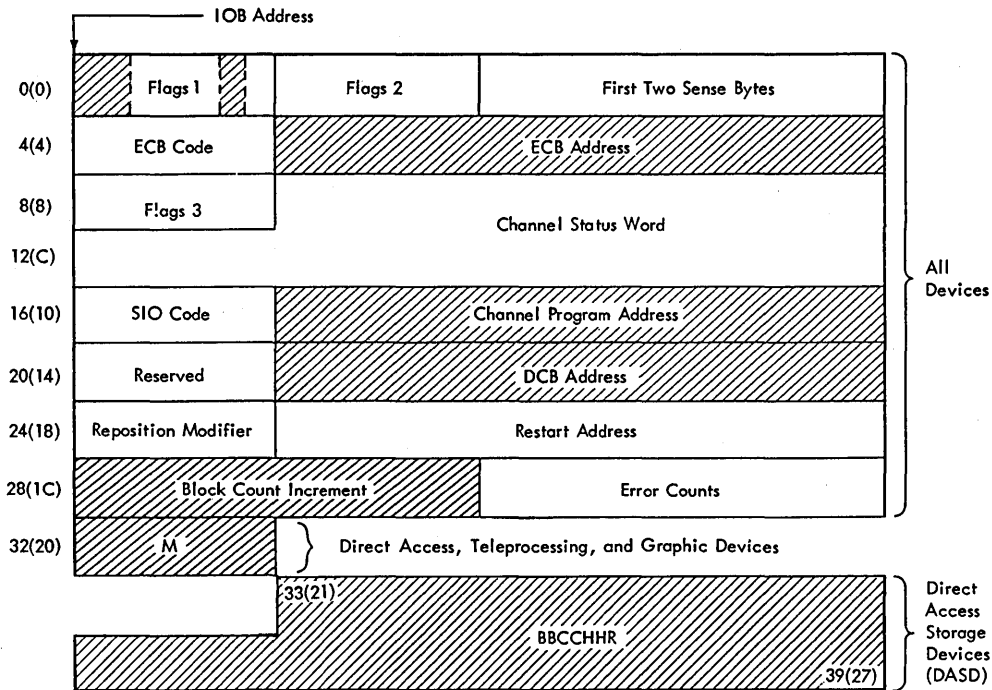 IOB Address
0(0) Flags 1 Flags 2 First Two Sense Bytes
4(4) ECB Code ECB Address
8(8) Flags 3
Channel Status Word
12(C)
All
Devices
16(10) SIO Code Channel Program Address
20(14) Reserved DCB Address
24(18) Reposition Modifier Restart Address
28(1C) Block Count Increment Error Counts
32(20) M Direct Access, Teleprocessing, and Graphic Devices
33(21)
BBCCHHR
39(27)
Direct
Access
Storage
Devices
(DASD)